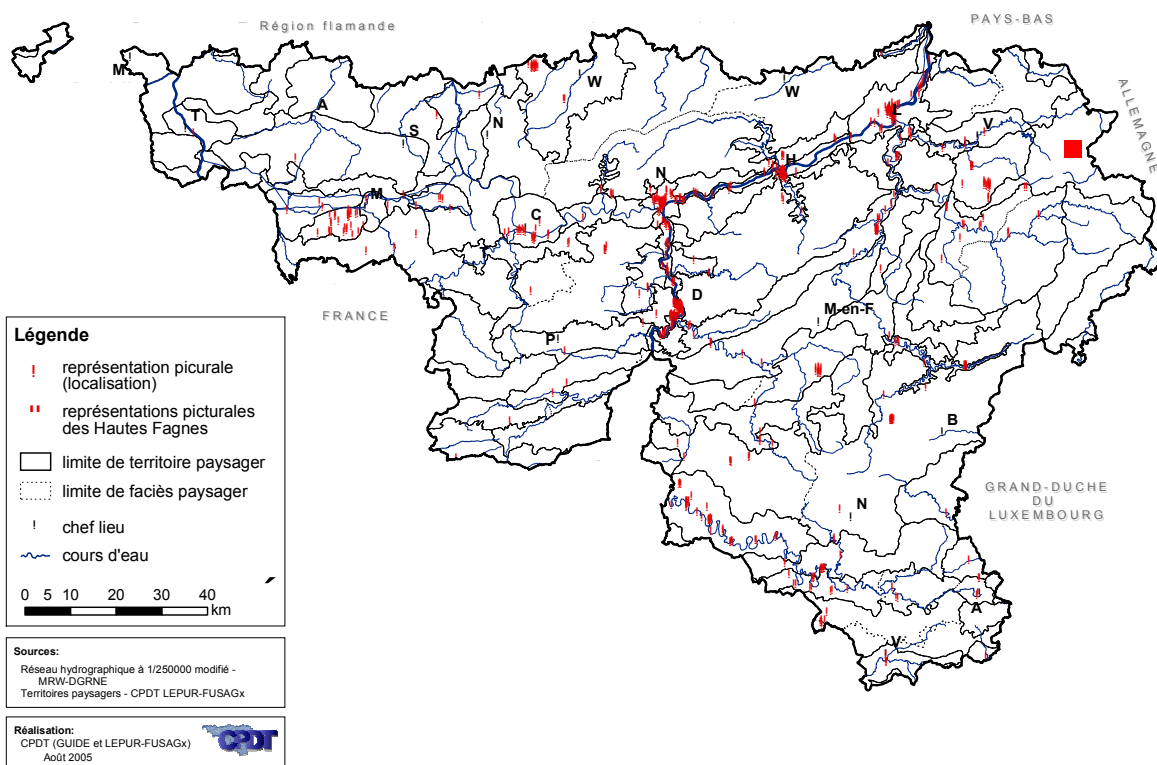 Région flamande
PAYS-BAS
ALLEMAGNE
M
T
A
S
N
W
W
L
V
H
N
M
C
D
M-en-F
P
FRANCE
B
N
GRAND-DUCHE
DU
LUXEMBOURG
A
V
Légende
représentation picurale
(localisation)
représentations picturales
des Hautes Fagnes
limite de territoire paysager
limite de faciès paysager
chef lieu
cours d'eau
0 5 10 20 30 40
km
Sources:
Réseau hydrographique à 1/250000 modifié -
MRW-DGRNE
Territoires paysagers - CPDT LEPUR-FUSAGx
Réalisation:
CPDT (GUIDE et LEPUR-FUSAGx)
Août 2005
CPDT